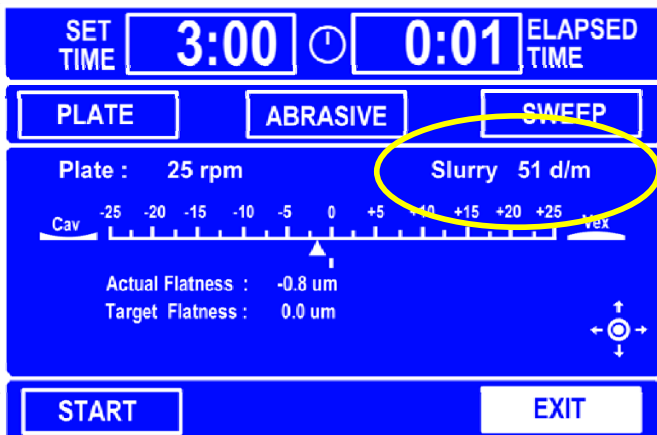 SET TIME 3:00 0:01 ELAPSED TIME
PLATE ABRASIVE SWEEP
Plate : 25 rpm Slurry 51 d/m
-25 -20 -15 -10 -5 0 +5 +10 +15 +20 +25
Cav Vex
Actual Flatness : -0.8 um
Target Flatness : 0.0 um
START EXIT